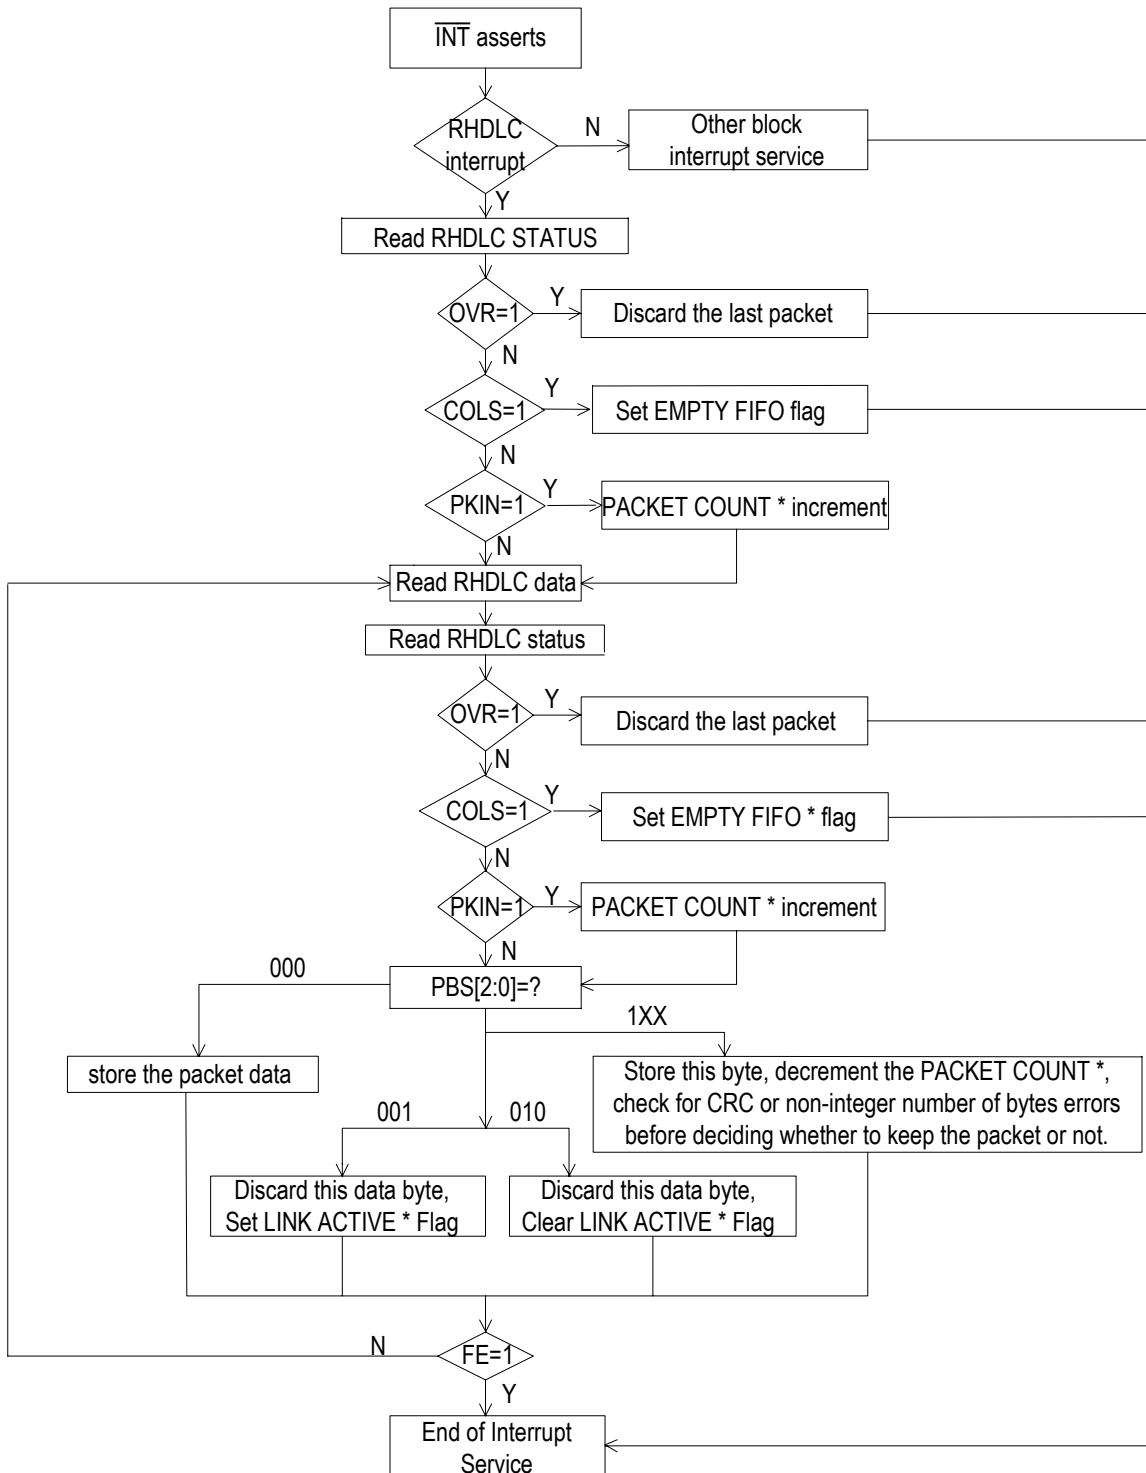 INT asserts
RHDLC
interrupt
N
Other block
interrupt service
Y
Read RHDLC STATUS
OVR=1
Y
Discard the last packet
N
COLS=1
Y
Set EMPTY FIFO flag
N
PKIN=1
Y
PACKET COUNT * increment
N
Read RHDLC data
Read RHDLC status
OVR=1
Y
Discard the last packet
N
COLS=1
Y
Set EMPTY FIFO * flag
N
PKIN=1
Y
PACKET COUNT * increment
N
000
PBS[2:0]=?
1XX
store the packet data
Store this byte, decrement the PACKET COUNT *,
check for CRC or non-integer number of bytes errors
before deciding whether to keep the packet or not.
001
010
Discard this data byte,
Set LINK ACTIVE * Flag
Discard this data byte,
Clear LINK ACTIVE * Flag
N
FE=1
Y
End of Interrupt
Service